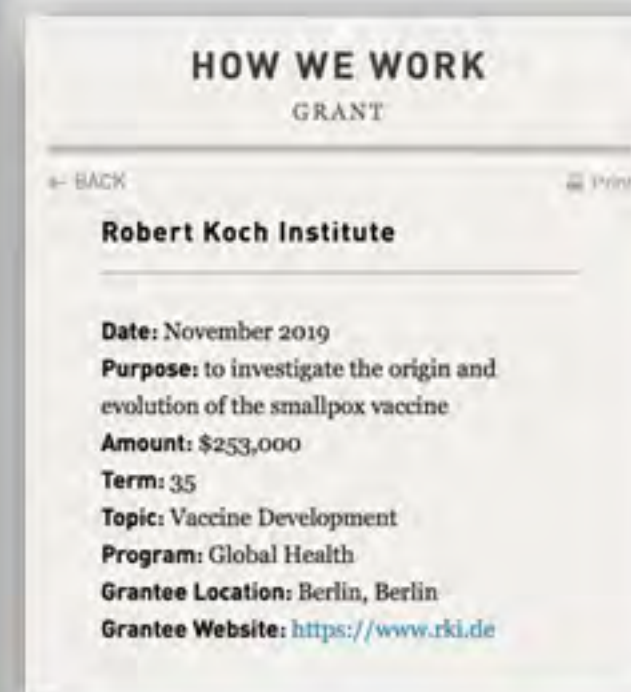 HOW WE WORK
GRANT
← BACK
Print
Robert Koch Institute
Date: November 2019
Purpose: to investigate the origin and
evolution of the smallpox vaccine
Amount: $253,000
Term: 35
Topic: Vaccine Development
Program: Global Health
Grantee Location: Berlin, Berlin
Grantee Website: https://www.rki.de